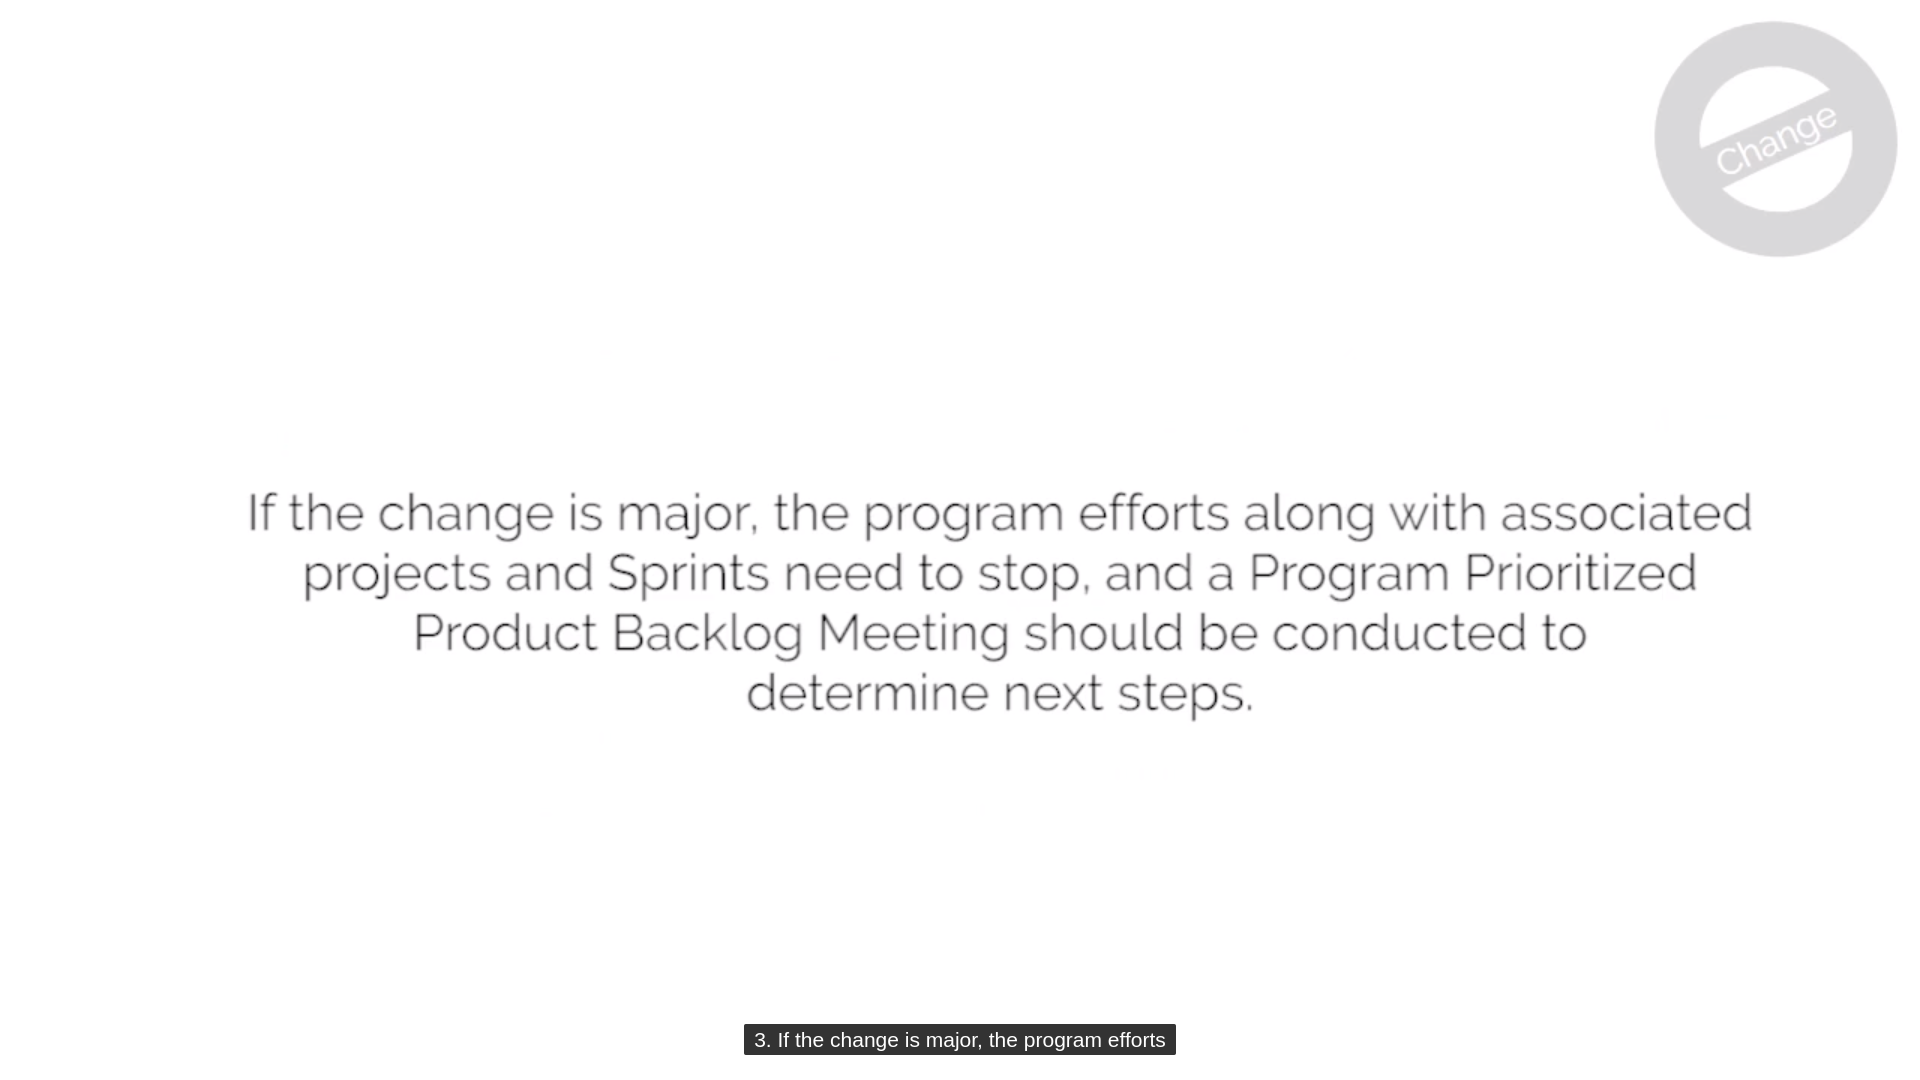 Change
If the change is major, the program efforts along with associated
projects and Sprints need to stop, and a Program Prioritized
Product Backlog Meeting should be conducted to
determine next steps.
3. If the change is major, the program efforts